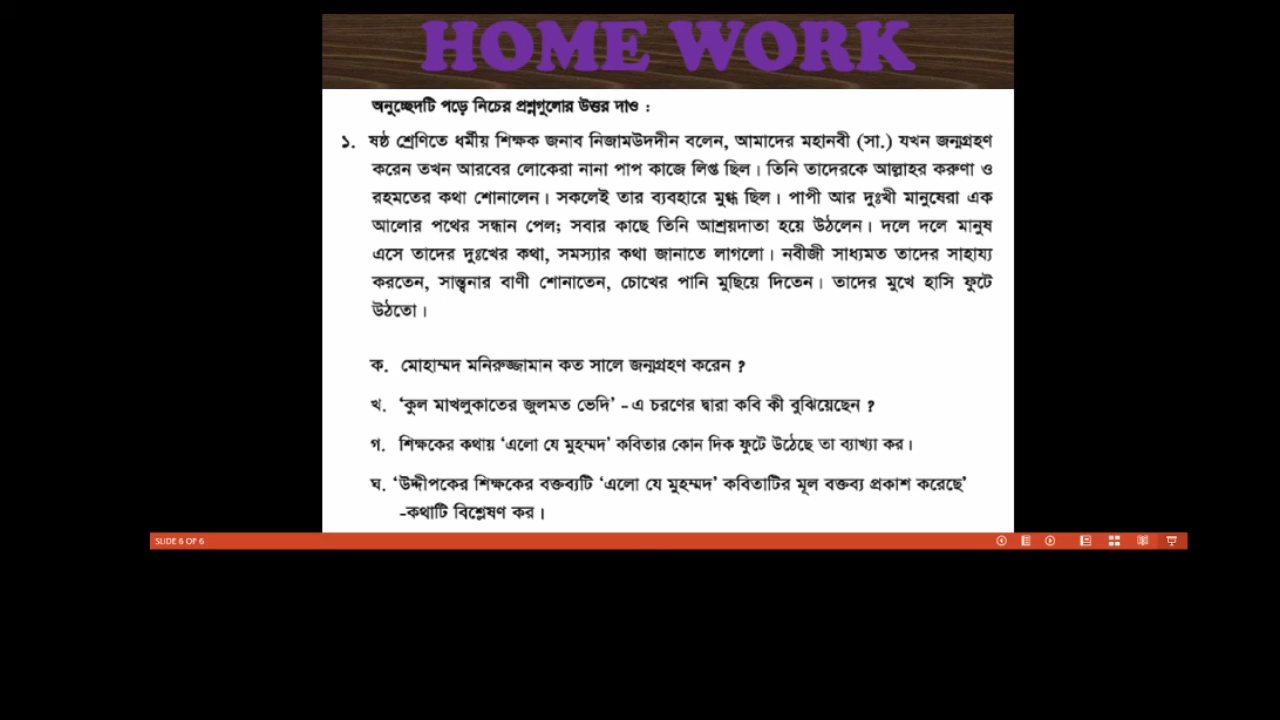 HOME WORK
অনুচ্ছেদটি পড়ে নিচের প্রশ্নগুলোর উত্তর দাও :
১. ষষ্ঠ শ্রেণিতে ধর্মীয় শিক্ষক জনাব নিজামউদদীন বলেন, আমাদের মহানবী (সা.) যখন জন্মগ্রহণ
করেন তখন আরবের লোকেরা নানা পাপ কাজে লিপ্ত ছিল। তিনি তাদেরকে আল্লাহর করুণা ও
রহমতের কথা শোনালেন। সকলেই তার ব্যবহারে মুগ্ধ ছিল। পাপী আর দুঃখী মানুষেরা এক
আলোর পথের সন্ধান পেল; সবার কাছে তিনি আশ্রয়দাতা হয়ে উঠলেন। দলে দলে মানুষ
এসে তাদের দুঃখের কথা, সমস্যার কথা জানাতে লাগলো। নবীজী সাধ্যমত তাদের সাহায্য
করতেন, সান্ত্বনার বাণী শোনাতেন, চোখের পানি মুছিয়ে দিতেন। তাদের মুখে হাসি ফুটে
উঠতো।
ক. মোহাম্মদ মনিরুজ্জামান কত সালে জন্মগ্রহণ করেন ?
খ. ‘কুল মাখলুকাতের জুলমত ভেদি’ - এ চরণের দ্বারা কবি কী বুঝিয়েছেন ?
গ. শিক্ষকের কথায় ‘এলো যে মুহম্মদ’ কবিতার কোন দিক ফুটে উঠেছে তা ব্যাখ্যা কর।
ঘ. ‘উদ্দীপকের শিক্ষকের বক্তব্যটি ‘এলো যে মুহম্মদ’ কবিতাটির মূল বক্তব্য প্রকাশ করেছে’
-কথাটি বিশ্লেষণ কর।
SLIDE 6 OF 6